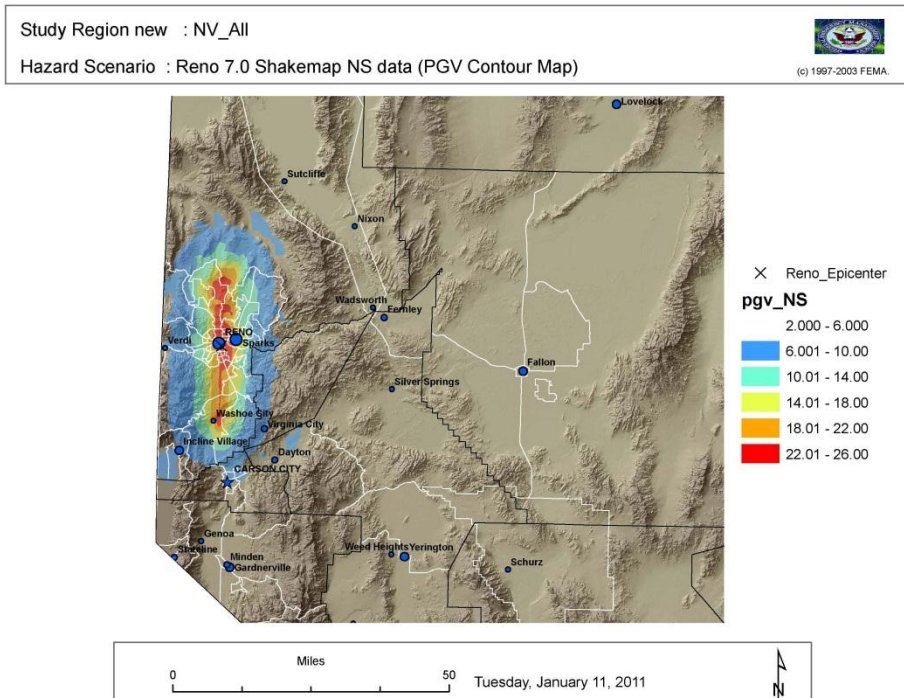 Study Region new : NV_All
Hazard Scenario : Reno 7.0 Shakemap NS data (PGV Contour Map)
(c) 1997-2003 FEMA.
Lovelock
Sutcliffe
Nixon
Wadsworth
Fernley
RENO
Verdi
Sparks
Fallon
Silver Springs
Washoe City
Virginia City
Incline Village
Dayton
CARSON CITY
Genoa
Stateline
Minden
Gardnerville
Weed Heights
Yerington
Schurz
Reno_Epicenter
pgv_NS
2.000 - 6.000
6.001 - 10.00
10.01 - 14.00
14.01 - 18.00
18.01 - 22.00
22.01 - 26.00
Miles
0 50
Tuesday, January 11, 2011
N